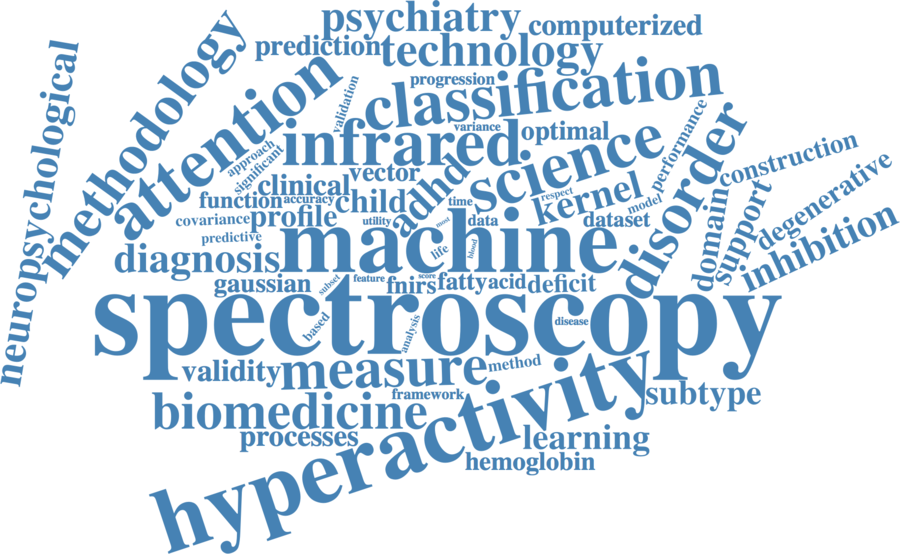 psychiatry
computerized
prediction
technology
methodology
neuropsychological
attention
progression
classification
validation
infrared
variance
optimal
science
performance
disorder
construction
approach
significant
vector
clinical
function
accuracy
child
adhd
time
respect
kernel
model
dataset
domain
support
degenerative
inhibition
covariance
profile
utility
most
data
predictive
machine
life
blood
diagnosis
gaussian
subset
feature
score
fnirs
fatty
acid
deficit
spectroscopy
based
analysis
disease
validity
measure
method
framework
hyperactivity
subtype
biomedicine
processes
learning
hemoglobin